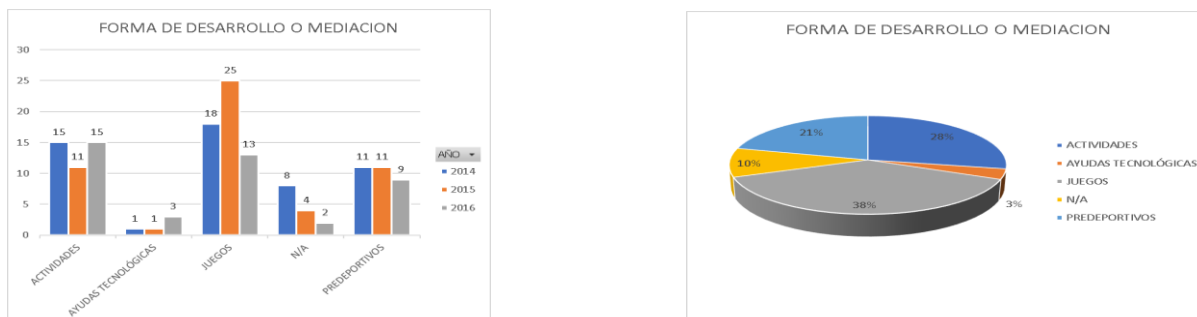 FORMA DE DESARROLLO O MEDIACION
30
25
20
15
10
5
0
15
11
15
1
1
3
18
25
13
8
4
2
11
11
9
ACTIVIDADES
AYUDAS TECNOLÓGICAS
JUEGOS
N/A
PREDEPORTIVOS
AÑO
2014
2015
2016
FORMA DE DESARROLLO O MEDIACION
21%
28%
10%
38%
3%
ACTIVIDADES
AYUDAS TECNOLÓGICAS
JUEGOS
N/A
PREDEPORTIVOS